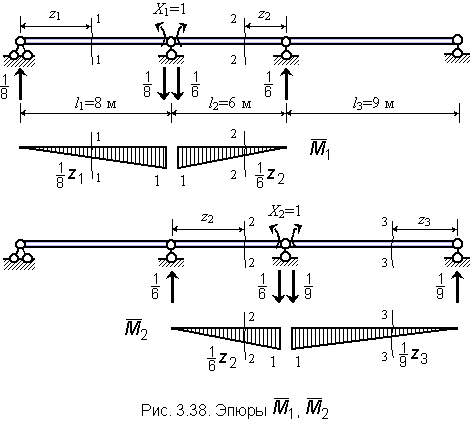 z₁ 1 X₁=1 2 z₂
1 2
1/8 1/8 1/6 1/6
l₁=8 м l₂=6 м l₃=9 м
1 2 M̅₁
1/8 z₁ 1 1 1 2 1/6 z₂
z₂ 2 X₂=1 3 z₃
2 3
1/6 1/6 1/9 1/9
M̅₂ 2 3
1/6 z₂ 2 1 1 3 1/9 z₃
Рис. 3.38. Эпюры M̅₁, M̅₂